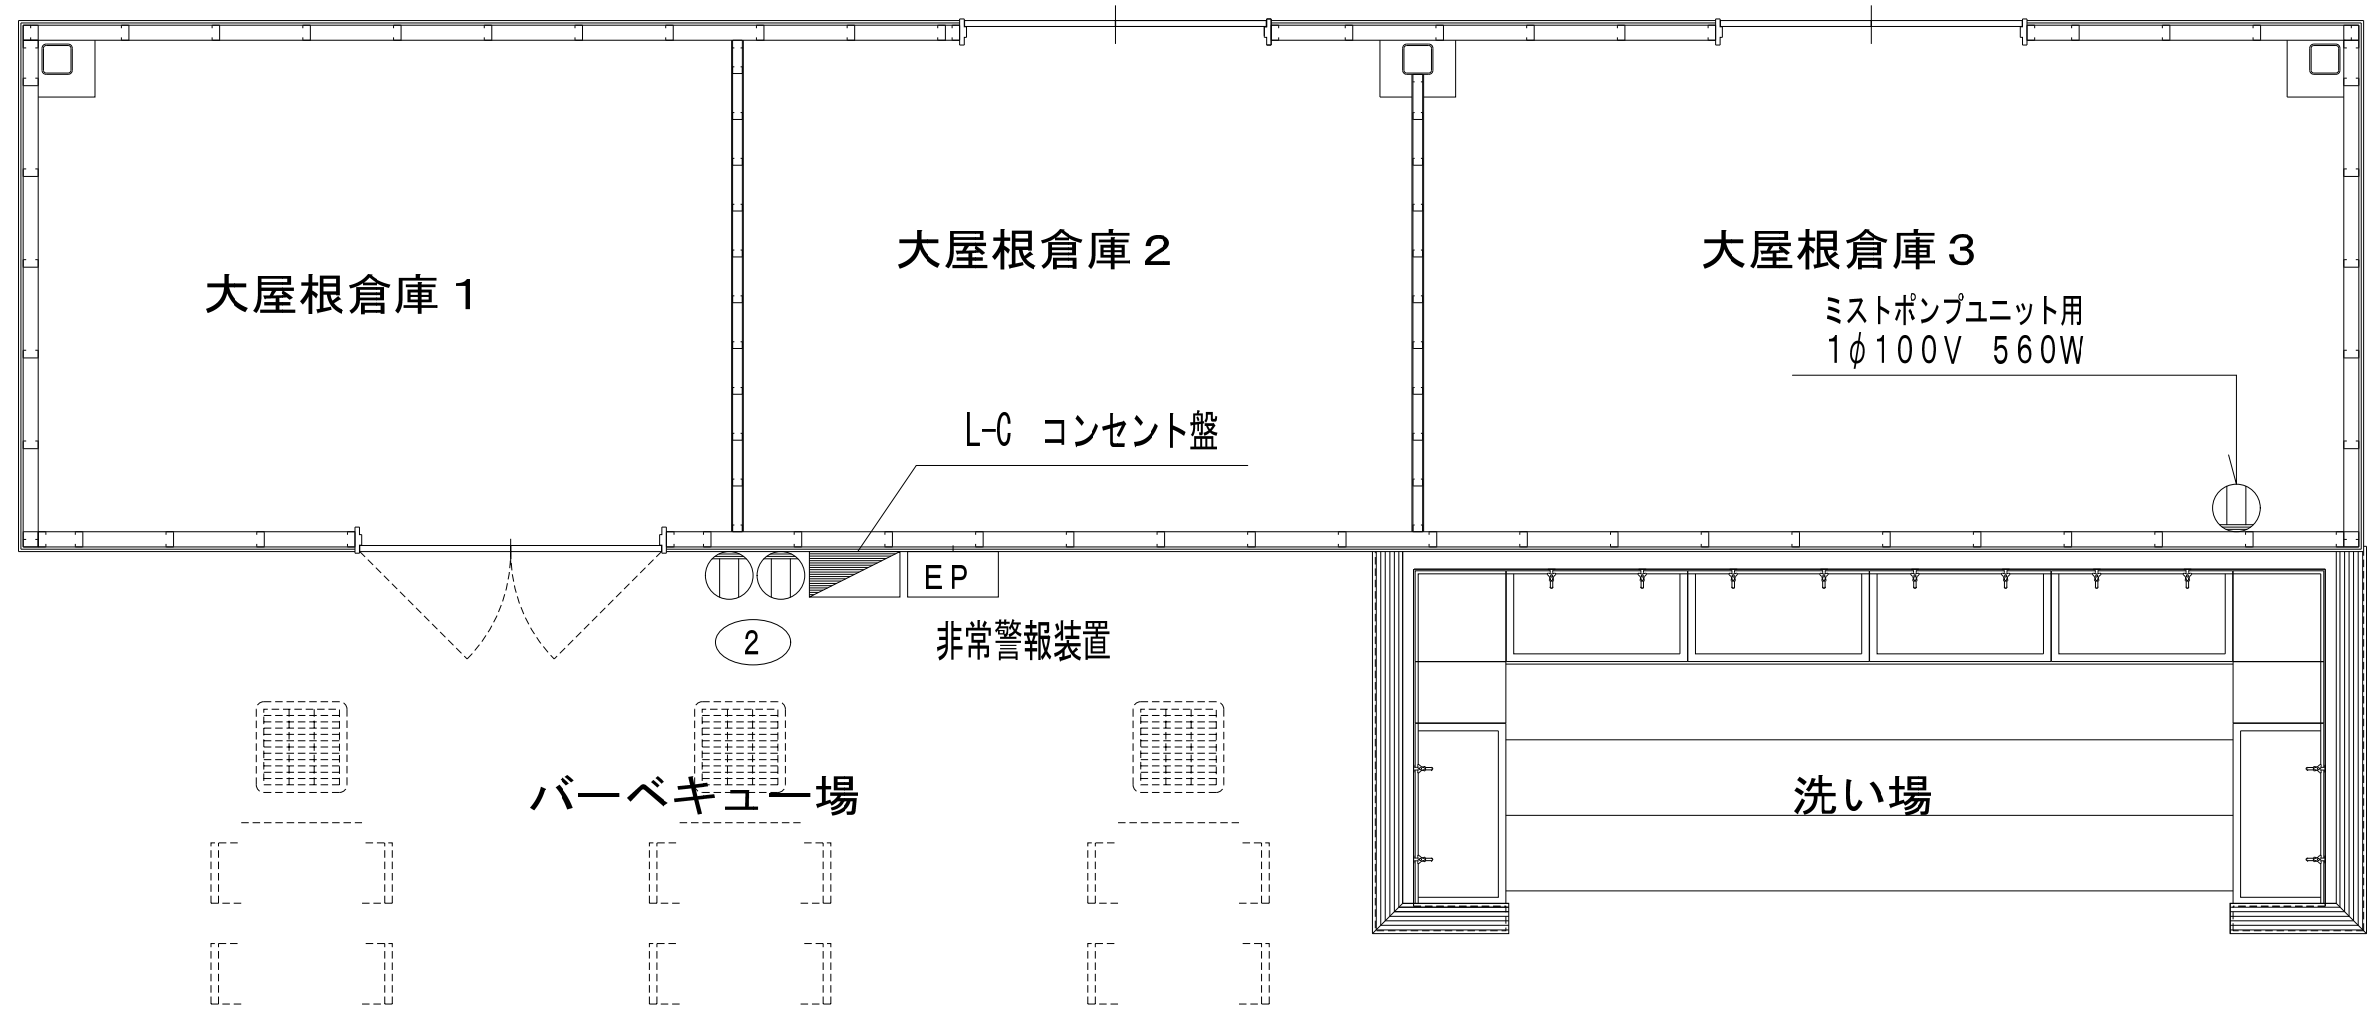 大屋根倉庫1
大屋根倉庫2
大屋根倉庫3
ミストポンプユニット用
1φ100V　560W
L-C　コンセント盤
EP
2
非常警報装置
バーベキュー場
洗い場